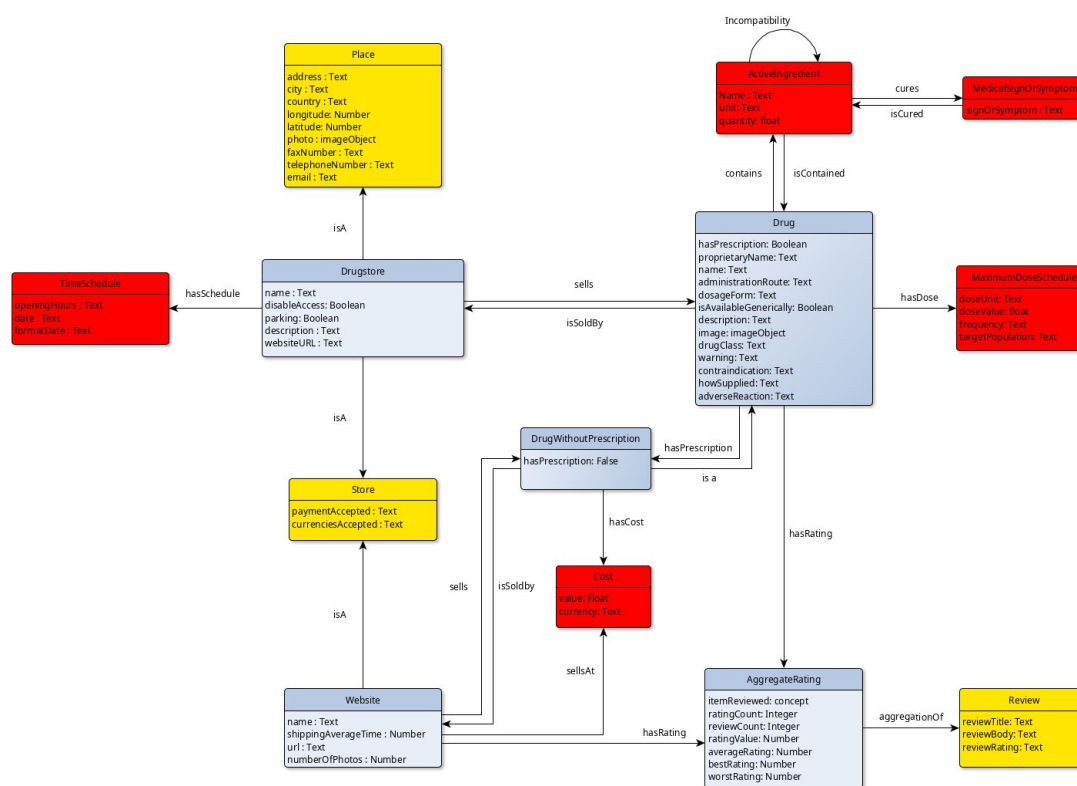 Incompatibility
Place
address : Text
city : Text
country : Text
longitude: Number
latitude: Number
photo : imageObject
faxNumber : Text
telephoneNumber : Text
email : Text
ActiveIngredient
Name : Text
unit: Text
quantity: float
cures
isCured
MedicalSignOrSymptom
signOrSymptom : Text
contains
isContained
isA
Drug
hasPrescription: Boolean
proprietaryName: Text
name: Text
administrationRoute: Text
dosageForm: Text
isAvailableGenerically: Boolean
description: Text
image: imageObject
drugClass: Text
warning: Text
contraindication: Text
howSupplied: Text
adverseReaction: Text
TimeSchedule
openingHours : Text
date : Text
formatDate : Text
hasSchedule
Drugstore
name : Text
disableAccess: Boolean
parking: Boolean
description : Text
websiteURL : Text
sells
isSoldBy
hasDose
MaximumDoseSchedule
doseUnit: Text
doseValue: float
frequency: Text
targetPopulation: Text
isA
DrugWithoutPrescription
hasPrescription: False
hasPrescription
is a
Store
paymentAccepted : Text
currenciesAccepted : Text
hasCost
hasRating
sells
isSoldby
Cost
value: Float
currency: Text
isA
sellsAt
Website
name : Text
shippingAverageTime : Number
url : Text
numberOfPhotos : Number
hasRating
AggregateRating
itemReviewed: concept
ratingCount: Integer
reviewCount: Integer
ratingValue: Number
averageRating: Number
bestRating: Number
worstRating: Number
aggregationOf
Review
reviewTitle: Text
reviewBody: Text
reviewRating: Text